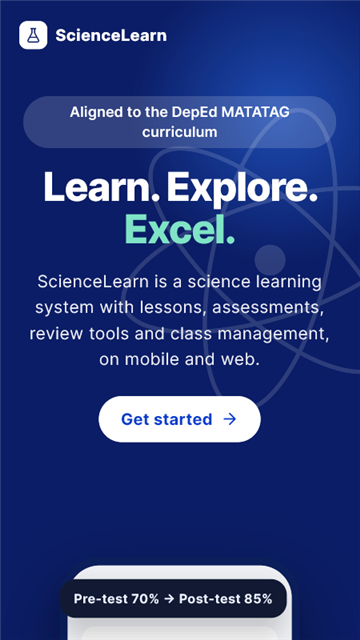 ScienceLearn
Aligned to the DepEd MATATAG
curriculum
Learn. Explore.
Excel.
ScienceLearn is a science learning
system with lessons, assessments,
review tools and class management,
on mobile and web.
Get started →
Pre-test 70% → Post-test 85%